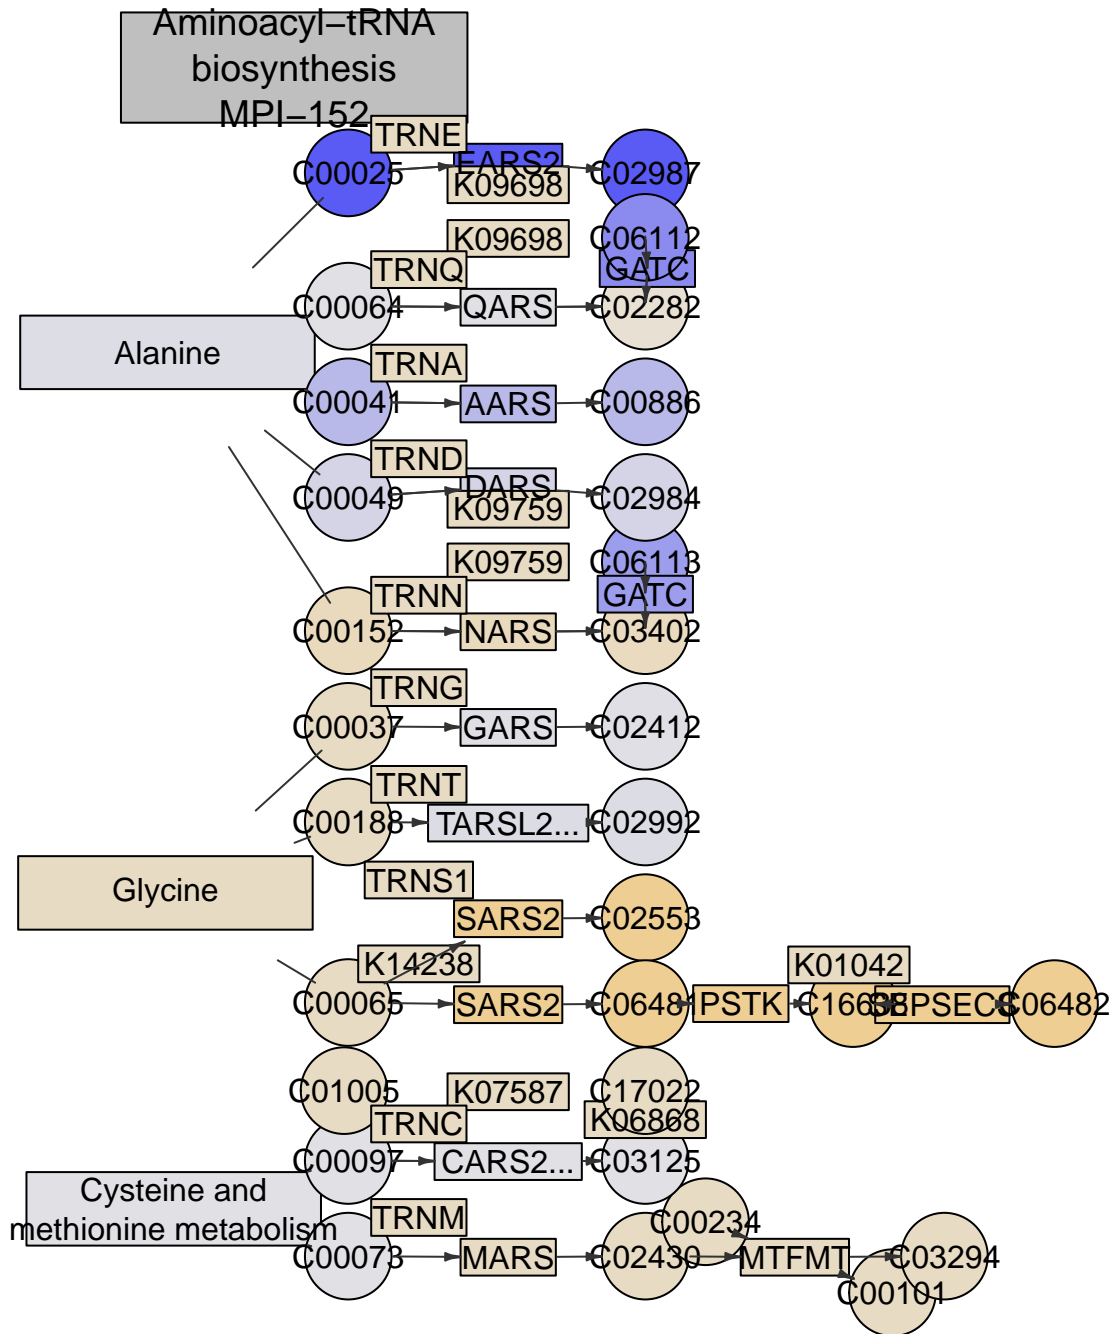 Aminoacyl−tRNA
biosynthesis
MPI−152
TRNE
C00025
EARS2
K09698
C02987
K09698
C06112
TRNQ
GATC
C00064
QARS
C02282
Alanine
TRNA
C00041
AARS
C00886
TRND
C00049
DARS
K09759
C02984
K09759
C06113
TRNN
GATC
C00152
NARS
C03402
TRNG
C00037
GARS
C02412
TRNT
C00188
TARSL2...
C02992
Glycine
TRNS1
SARS2
C02553
K14238
K01042
C00065
SARS2
C06481
PSTK
SEPSECS
C06482
C01005
K07587
C17022
TRNC
K06868
C00097
CARS2...
C03125
Cysteine and
methionine metabolism
TRNM
C00234
C00073
MARS
C02430
MTFMT
C03294
C00101